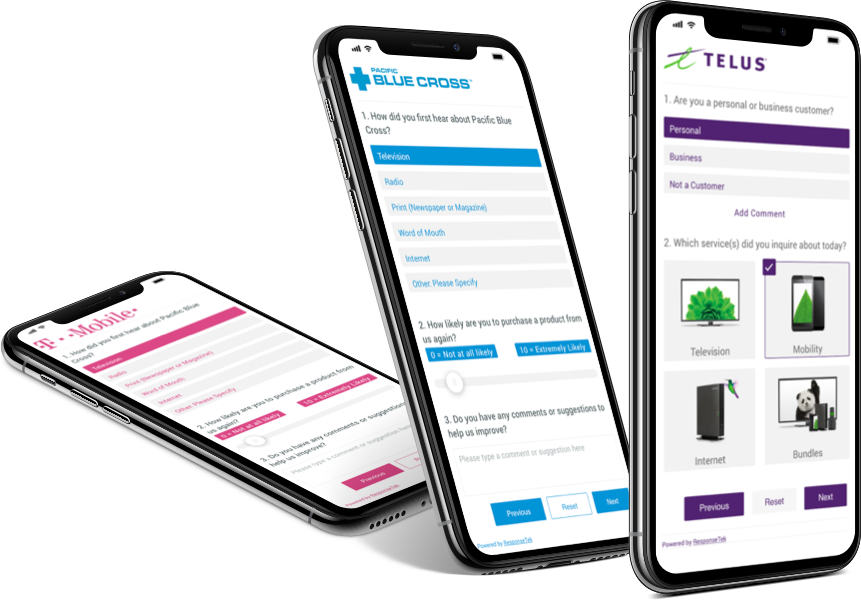 T · · Mobile ·
1. How did you first hear about Pacific Blue
Cross?
Television
Radio
Print (Newspaper or Magazine)
Word of Mouth
Internet
Other. Please Specify
2. How likely are you to purchase a product from
us again?
0 = Not at all likely
10 = Extremely Likely
3. Do you have any comments or suggestions
help us improve?
Please type a comment or suggestion here
Previous
Powered by ResponseTek
PACIFIC
BLUE CROSS™
1. How did you first hear about Pacific Blue
Cross?
Television
Radio
Print (Newspaper or Magazine)
Word of Mouth
Internet
Other. Please Specify
2. How likely are you to purchase a product from
us again?
0 = Not at all likely
10 = Extremely Likely
3. Do you have any comments or suggestions to
help us improve?
Please type a comment or suggestion here
Previous
Reset
Next
Powered by ResponseTek
TELUS®
1. Are you a personal or business customer?
Personal
Business
Not a Customer
Add Comment
2. Which service(s) did you inquire about today?
Television
Mobility
Internet
Bundles
Previous
Reset
Next
Powered by ResponseTek